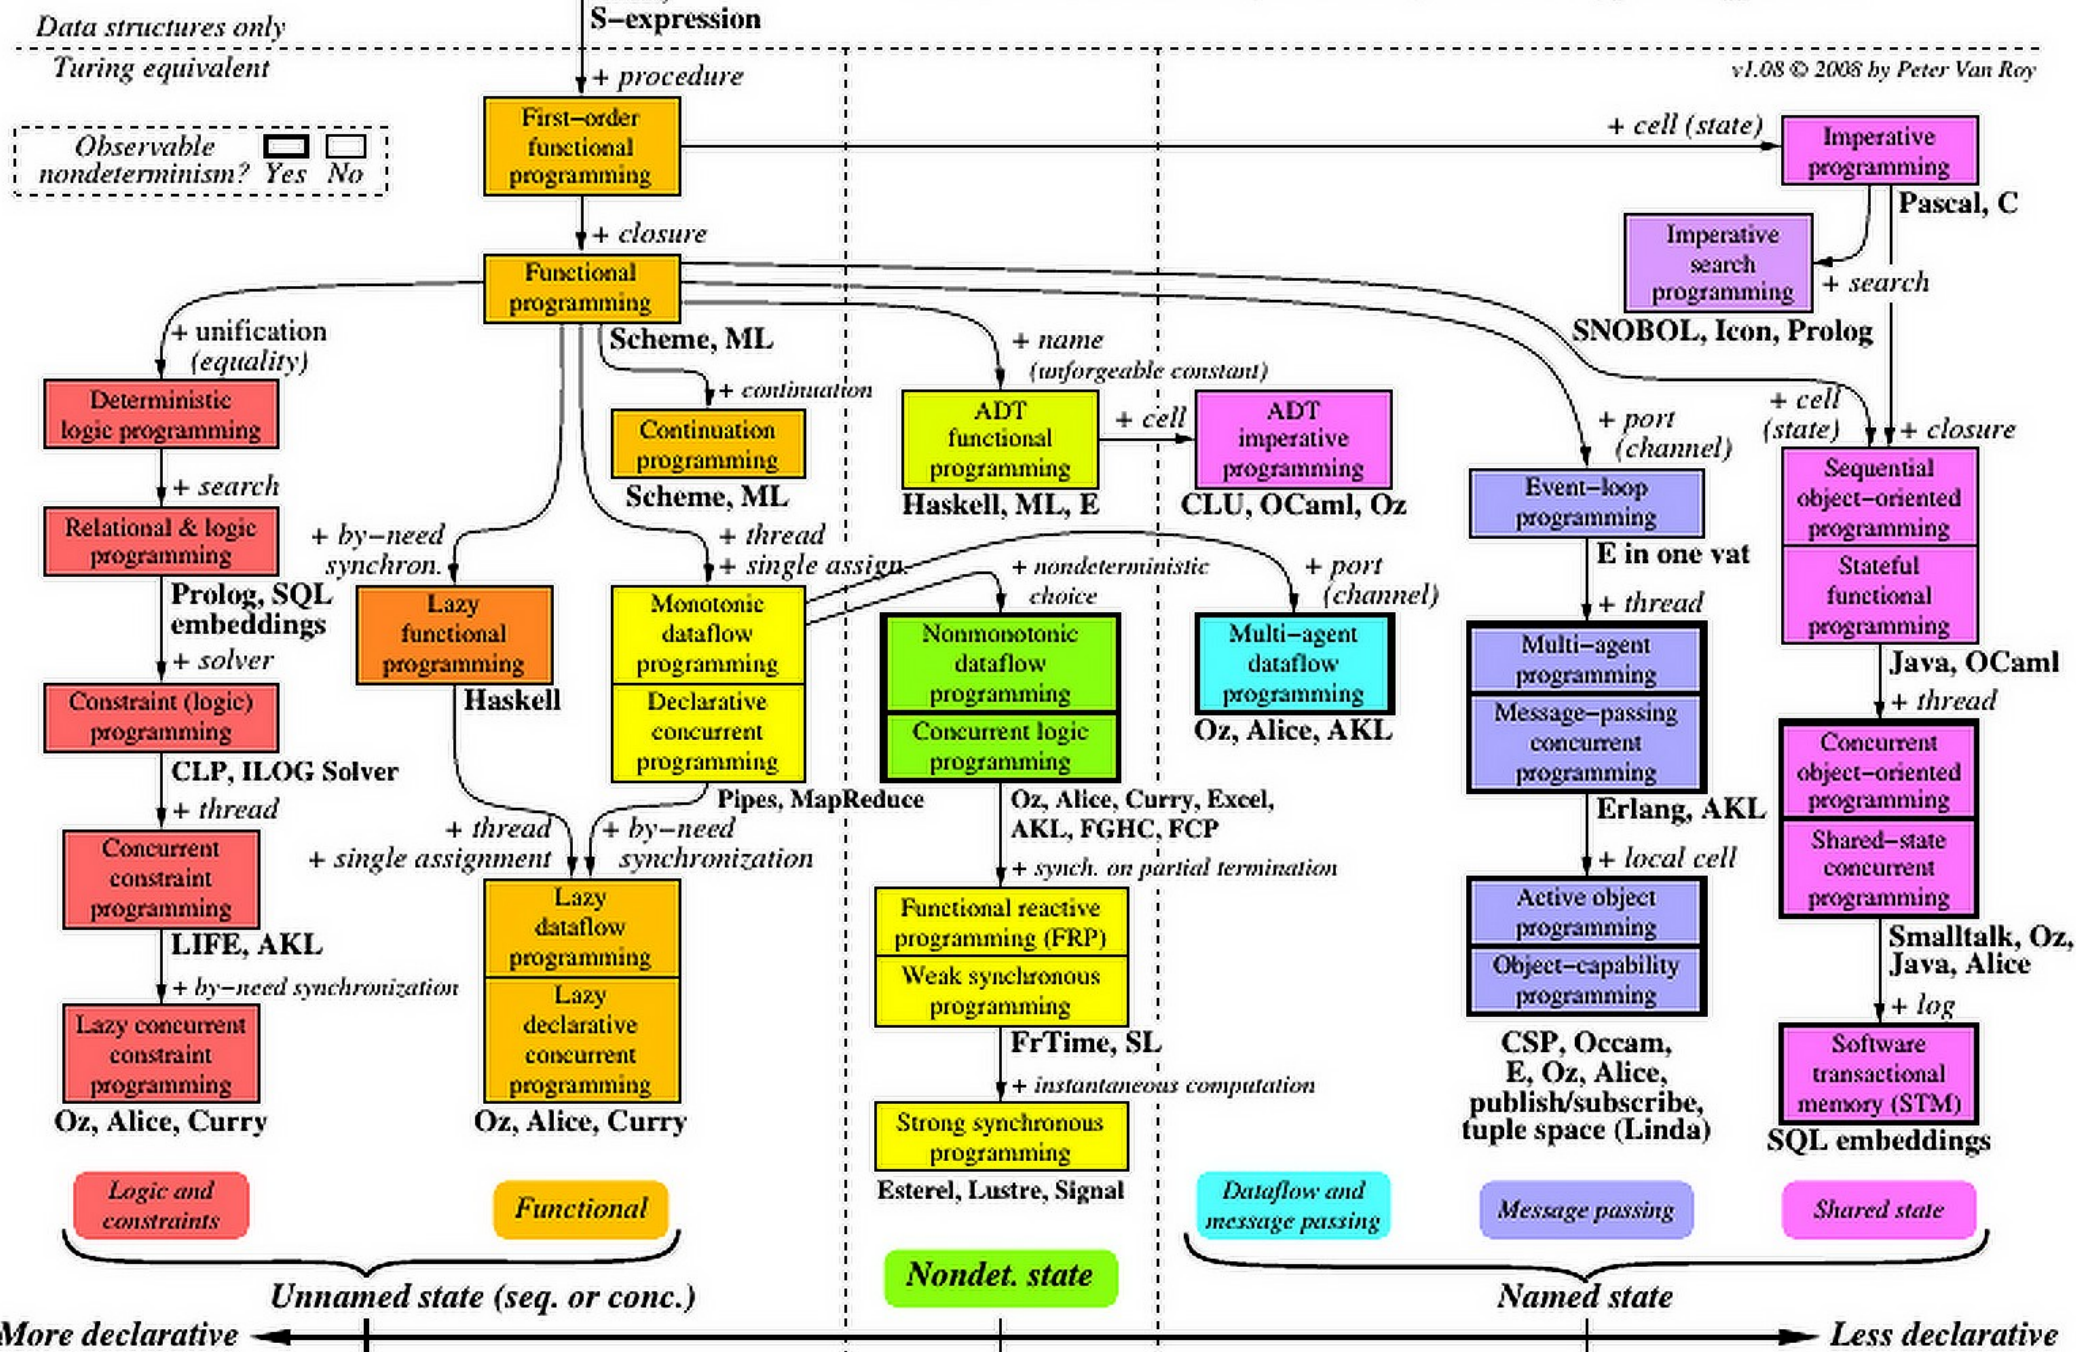 S−expression
Data structures only
Turing equivalent
+ procedure
v1.08 © 2008 by Peter Van Roy
Observable
nondeterminism? Yes No
First−order
functional
programming
+ cell (state)
Imperative
programming
Pascal, C
+ closure
Imperative
search
programming
+ search
SNOBOL, Icon, Prolog
Functional
programming
Scheme, ML
+ unification
(equality)
Deterministic
logic programming
+ search
Relational & logic
programming
Prolog, SQL
embeddings
+ solver
Constraint (logic)
programming
CLP, ILOG Solver
+ thread
Concurrent
constraint
programming
LIFE, AKL
+ by−need synchronization
Lazy concurrent
constraint
programming
Oz, Alice, Curry
+ continuation
Continuation
programming
Scheme, ML
+ by−need
synchron.
Lazy
functional
programming
Haskell
+ thread
+ single assign.
Monotonic
dataflow
programming
Declarative
concurrent
programming
Pipes, MapReduce
+ thread
+ single assignment
+ by−need
synchronization
Lazy
dataflow
programming
Lazy
declarative
concurrent
programming
Oz, Alice, Curry
+ name
(unforgeable constant)
ADT
functional
programming
Haskell, ML, E
+ cell
ADT
imperative
programming
CLU, OCaml, Oz
+ nondeterministic
choice
Nonmonotonic
dataflow
programming
Concurrent logic
programming
Oz, Alice, Curry, Excel,
AKL, FGHC, FCP
+ synch. on partial termination
Functional reactive
programming (FRP)
Weak synchronous
programming
FrTime, SL
+ instantaneous computation
Strong synchronous
programming
Esterel, Lustre, Signal
+ port
(channel)
Multi−agent
dataflow
programming
Oz, Alice, AKL
+ port
(channel)
Event−loop
programming
E in one vat
+ thread
Multi−agent
programming
Message−passing
concurrent
programming
Erlang, AKL
+ local cell
Active object
programming
Object−capability
programming
CSP, Occam,
E, Oz, Alice,
publish/subscribe,
tuple space (Linda)
+ cell
(state)
+ closure
Sequential
object−oriented
programming
Stateful
functional
programming
Java, OCaml
+ thread
Concurrent
object−oriented
programming
Shared−state
concurrent
programming
Smalltalk, Oz,
Java, Alice
+ log
Software
transactional
memory (STM)
SQL embeddings
Logic and
constraints
Functional
Dataflow and
message passing
Message passing
Shared state
Unnamed state (seq. or conc.)
Nondet. state
Named state
More declarative
Less declarative